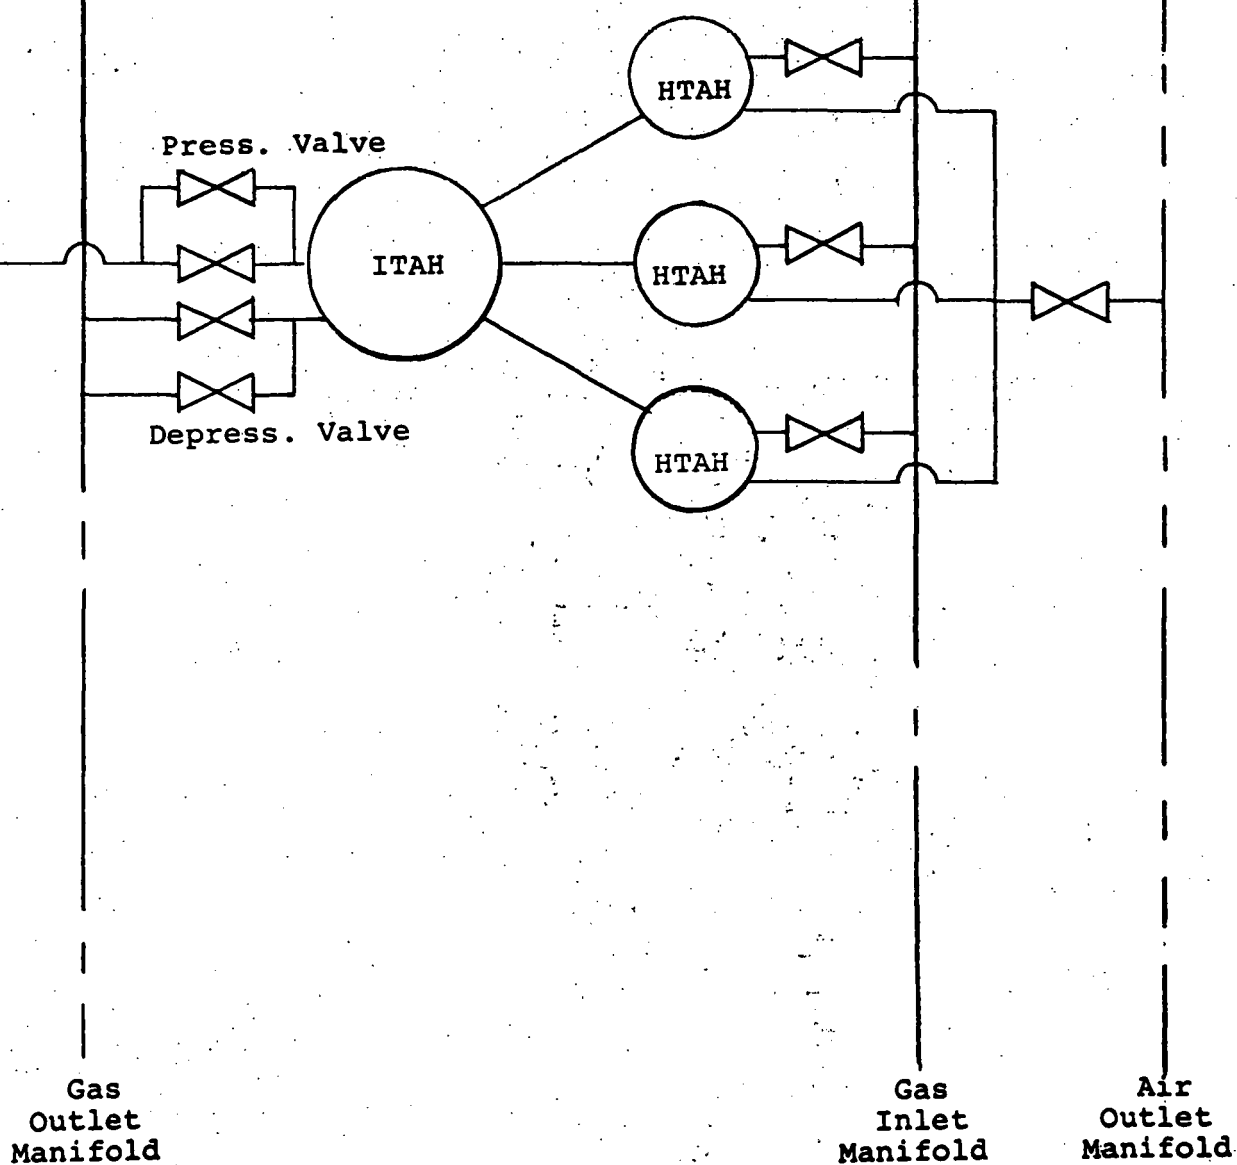 HTAH
Press. Valve
ITAH
HTAH
Depress. Valve
HTAH
Gas
Outlet
Manifold
Gas
Inlet
Manifold
Air
Outlet
Manifold